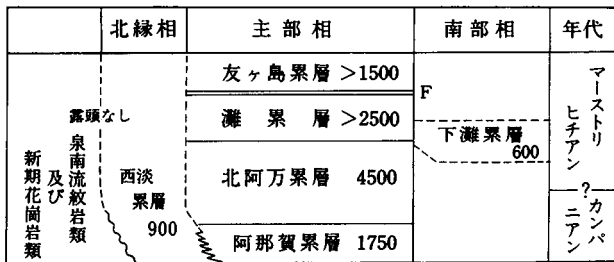 北縁相 主部相 南部相 年代
友ヶ島累層 >1500
灘累層 >2500
北阿万累層 4500
阿那賀累層 1750
露頭なし
新期花崗岩類
及び
泉南流紋岩類
西淡
累層
900
F
下灘累層
600
マーストリ
ヒチアン
?
カンパ
ニアン